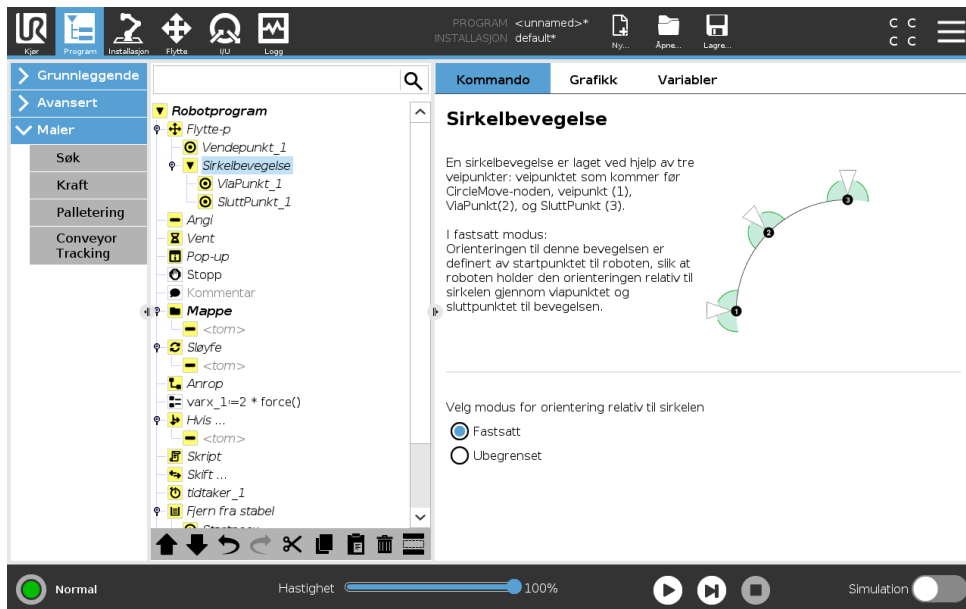 UR
Kjør
Program
Installasjon
Flytte
I/U
Logg
PROGRAM <unnamed>*
INSTALLASJON default*
Ny...
Åpne...
Lagre...
C C
C C
Grunnleggende
Avansert
Maler
Søk
Kraft
Palletering
Conveyor
Tracking
Robotprogram
Flytte-p
Vendepunkt_1
Sirkelbevegelse
ViaPunkt_1
SluttPunkt_1
Angi
Vent
Pop-up
Stopp
Kommentar
Mappe
<tom>
Sløyfe
<tom>
Anrop
varx_1≔2 * force()
Hvis ...
<tom>
Skript
Skift ...
tidtaker_1
Fjern fra stabel
Kommando
Grafikk
Variabler
Sirkelbevegelse
En sirkelbevegelse er laget ved hjelp av tre
veipunkter: veipunktet som kommer før
CircleMove-noden, veipunkt (1),
ViaPunkt(2), og SluttPunkt (3).
I fastsatt modus:
Orienteringen til denne bevegelsen er
definert av startpunktet til roboten, slik at
roboten holder den orienteringen relativ til
sirkelen gjennom viapunktet og
sluttpunktet til bevegelsen.
3
2
1
Velg modus for orientering relativ til sirkelen
Fastsatt
Ubegrenset
Normal
Hastighet
100%
Simulation